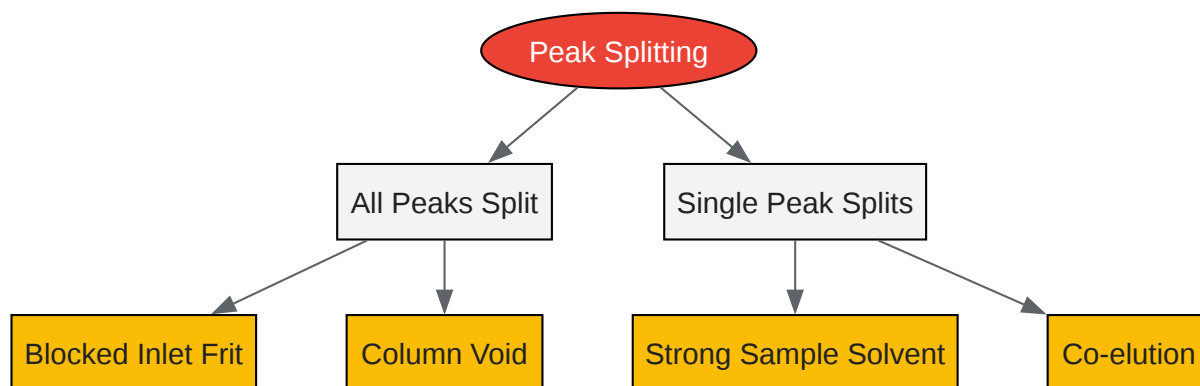 Peak Splitting
All Peaks Split
Single Peak Splits
Blocked Inlet Frit
Column Void
Strong Sample Solvent
Co-elution